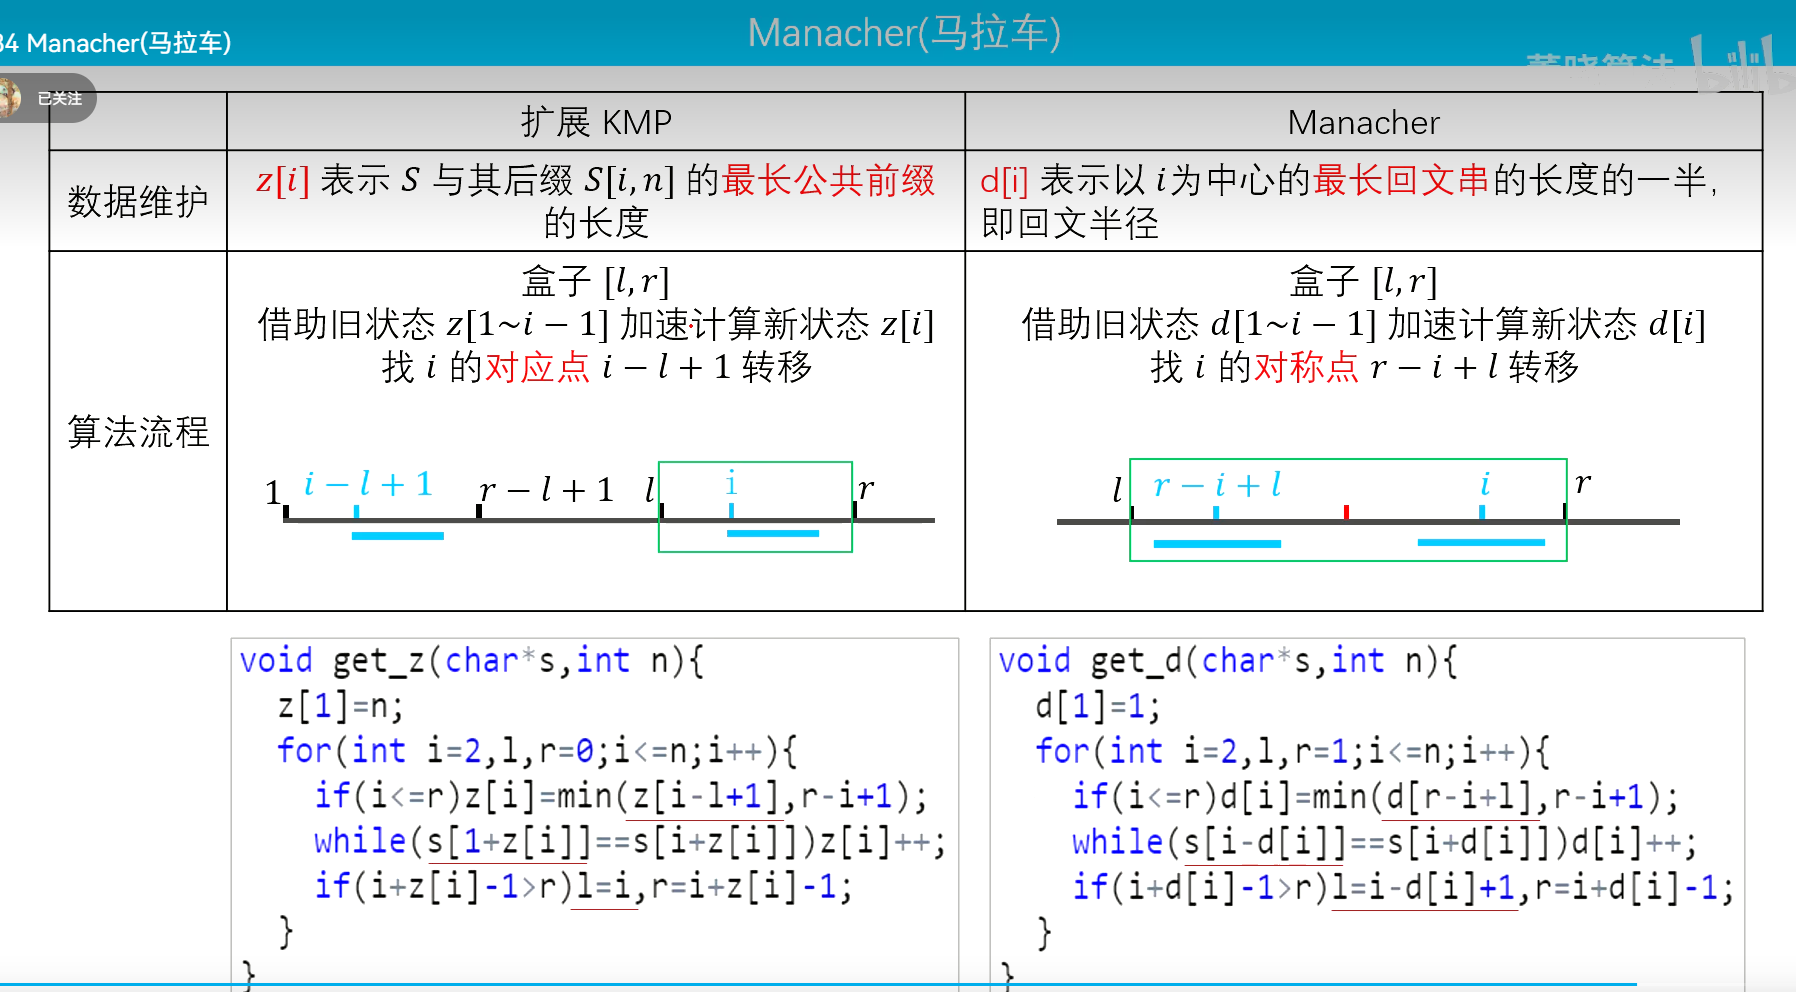 Manacher(马拉车)
34 Manacher(马拉车)
董晓算法
bilibili
已关注
扩展 KMP
Manacher
数据维护
z[i] 表示 S 与其后缀 S[i,n] 的最长公共前缀
的长度
d[i] 表示以 i为中心的最长回文串的长度的一半,
即回文半径
算法流程
盒子 [l,r]
借助旧状态 z[1~i − 1] 加速计算新状态 z[i]
找 i 的对应点 i − l + 1 转移
1 i − l + 1 r − l + 1 l i r
盒子 [l,r]
借助旧状态 d[1~i − 1] 加速计算新状态 d[i]
找 i 的对称点 r − i + l 转移
l r − i + l i r
void get_z(char*s,int n){
z[1]=n;
for(int i=2,l,r=0;i<=n;i++){
if(i<=r)z[i]=min(z[i-l+1],r-i+1);
while(s[1+z[i]]==s[i+z[i]])z[i]++;
if(i+z[i]-1>r)l=i,r=i+z[i]-1;
}
}
void get_d(char*s,int n){
d[1]=1;
for(int i=2,l,r=1;i<=n;i++){
if(i<=r)d[i]=min(d[r-i+l],r-i+1);
while(s[i-d[i]]==s[i+d[i]])d[i]++;
if(i+d[i]-1>r)l=i-d[i]+1,r=i+d[i]-1;
}
}